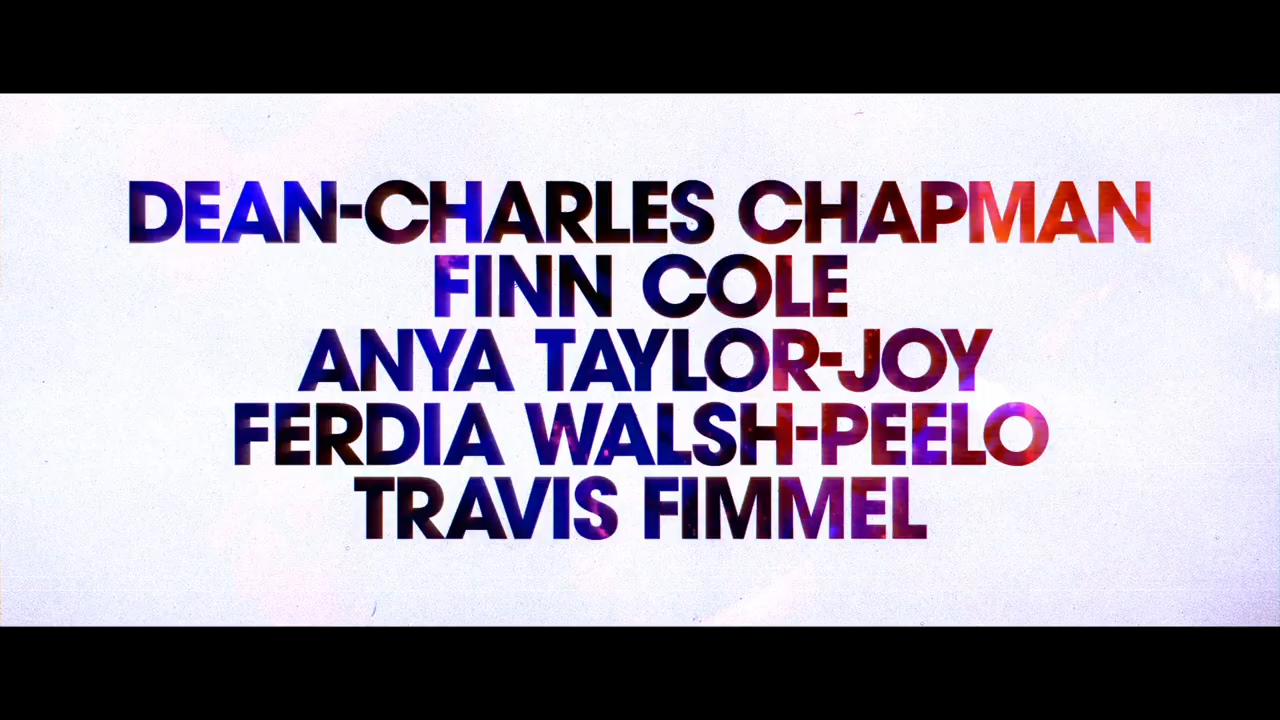 DEAN-CHARLES CHAPMAN
FINN COLE
ANYA TAYLOR-JOY
FERDIA WALSH-PEELO
TRAVIS FIMMEL